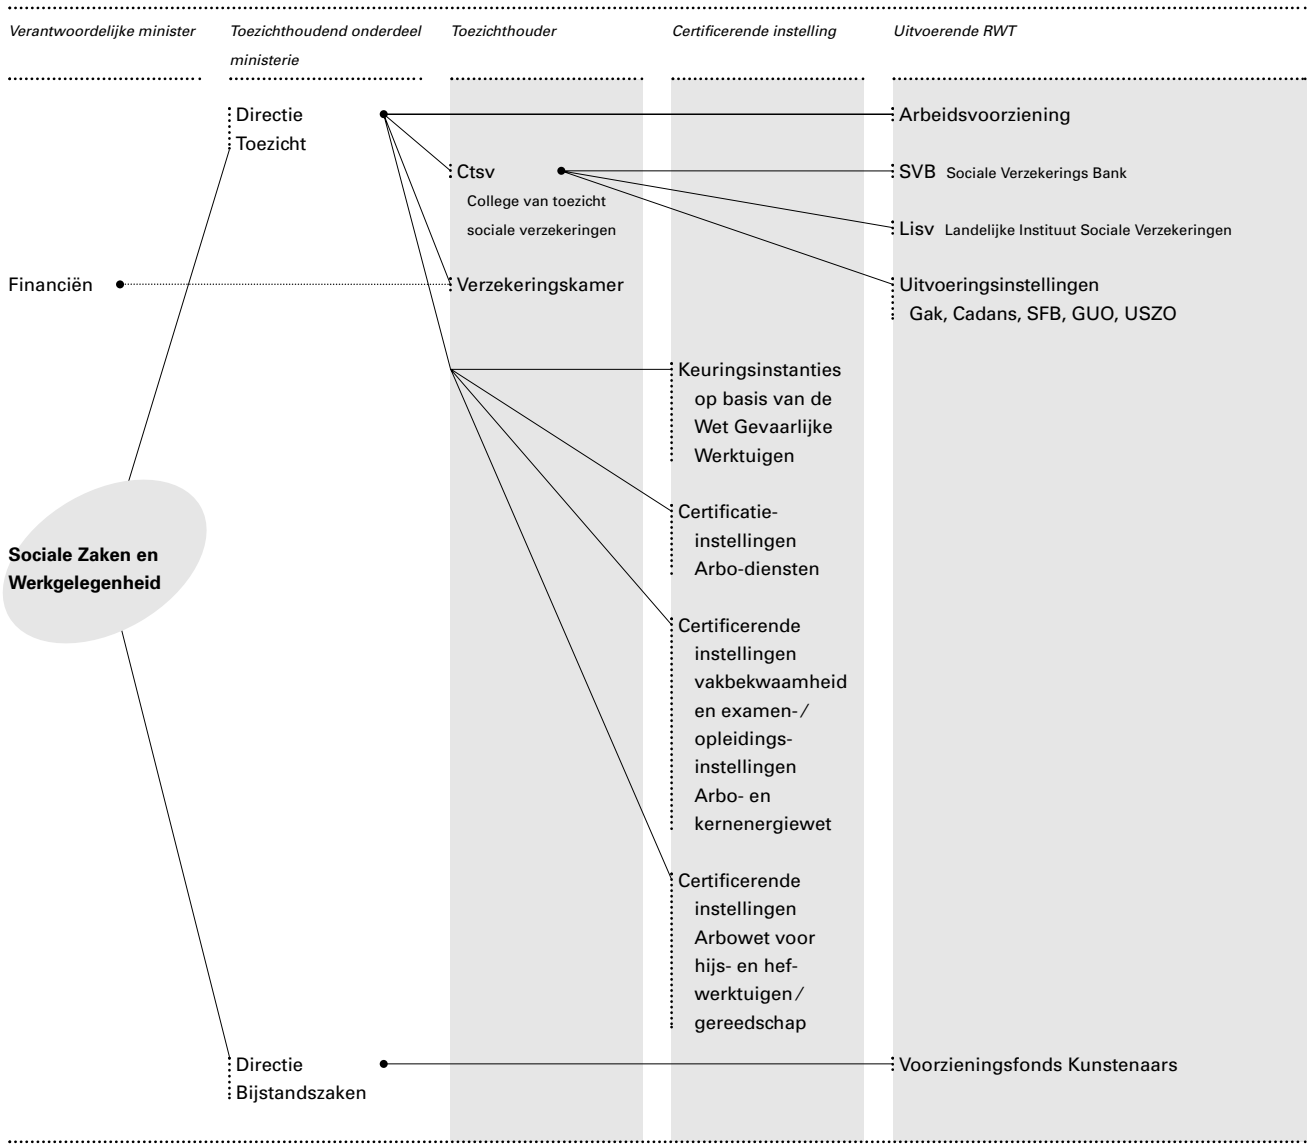 Verantwoordelijke minister
Toezichthoudend onderdeel
ministerie
Toezichthouder
Certificerende instelling
Uitvoerende RWT
Directie
Toezicht
Arbeidsvoorziening
Ctsv
College van toezicht
sociale verzekeringen
SVB Sociale Verzekerings Bank
Lisv Landelijke Instituut Sociale Verzekeringen
Financiën
Verzekeringskamer
Uitvoeringsinstellingen
Gak, Cadans, SFB, GUO, USZO
Keuringsinstanties
op basis van de
Wet Gevaarlijke
Werktuigen
Certificatie-
instellingen
Arbo-diensten
Sociale Zaken en
Werkgelegenheid
Certificerende
instellingen
vakbekwaamheid
en examen-/
opleidings-
instellingen
Arbo- en
kernenergiewet
Certificerende
instellingen
Arbowet voor
hijs- en hef-
werktuigen/
gereedschap
Directie
Bijstandszaken
Voorzieningsfonds Kunstenaars